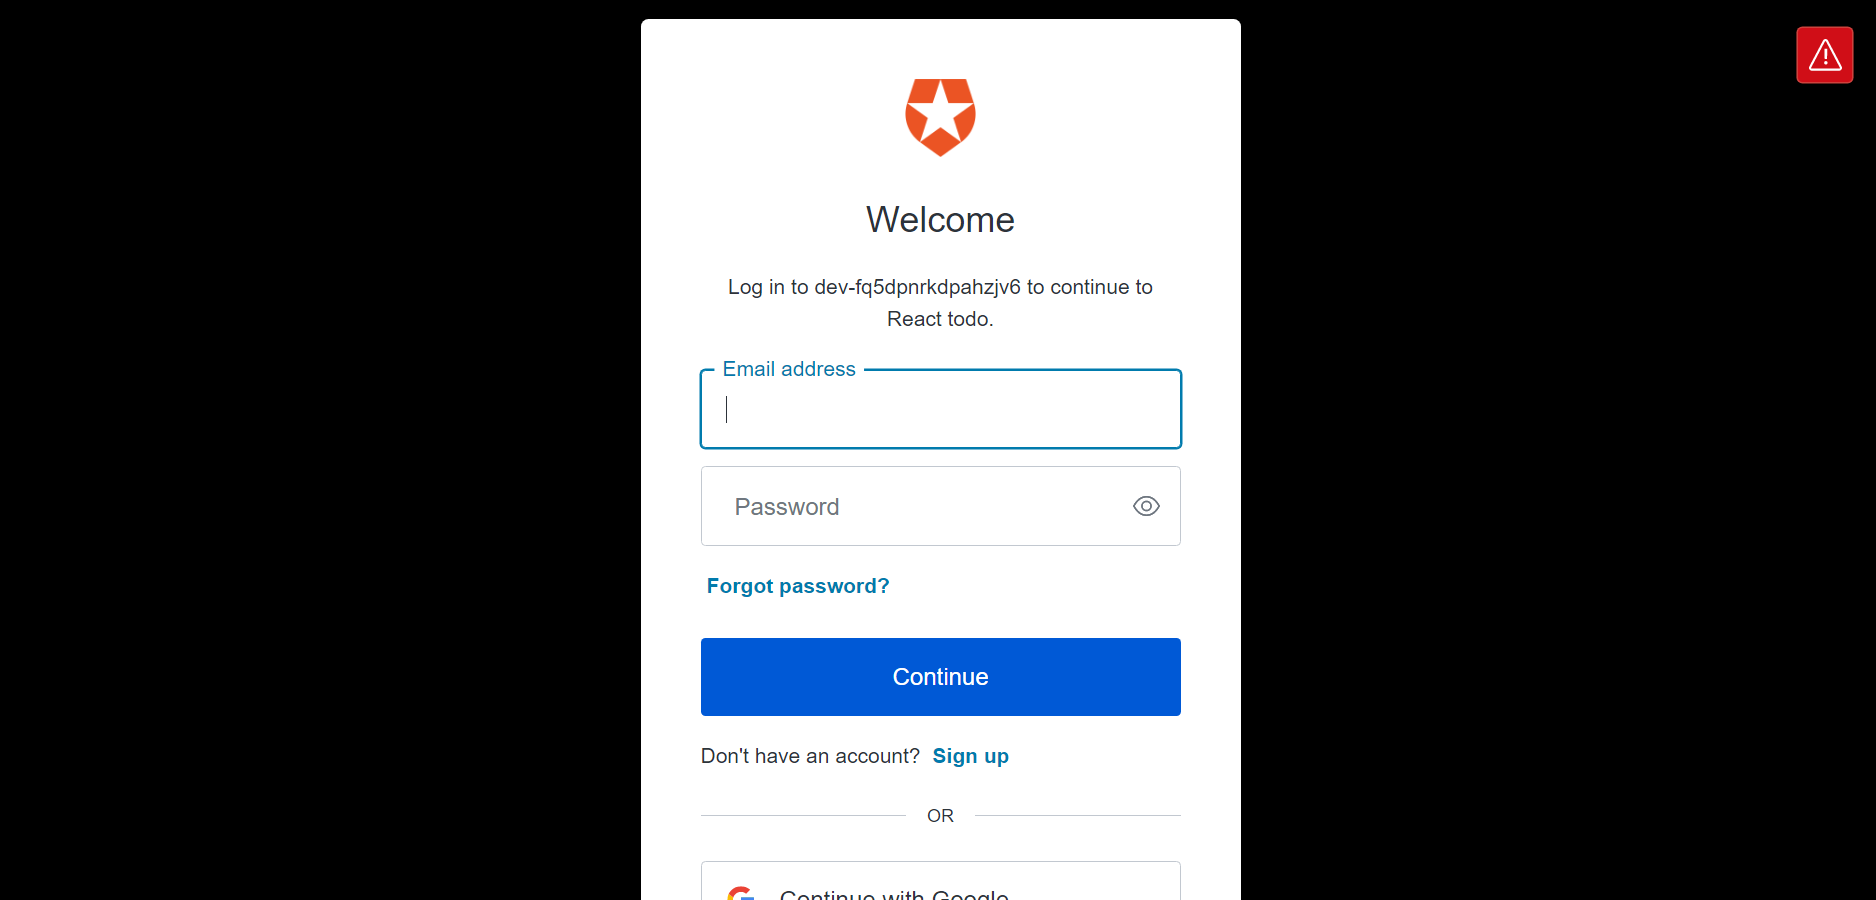 Welcome
Log in to dev-fq5dpnrkdpahzjv6 to continue to
React todo.
Email address
Password
Forgot password?
Continue
Don't have an account? Sign up
OR
Continue with Google